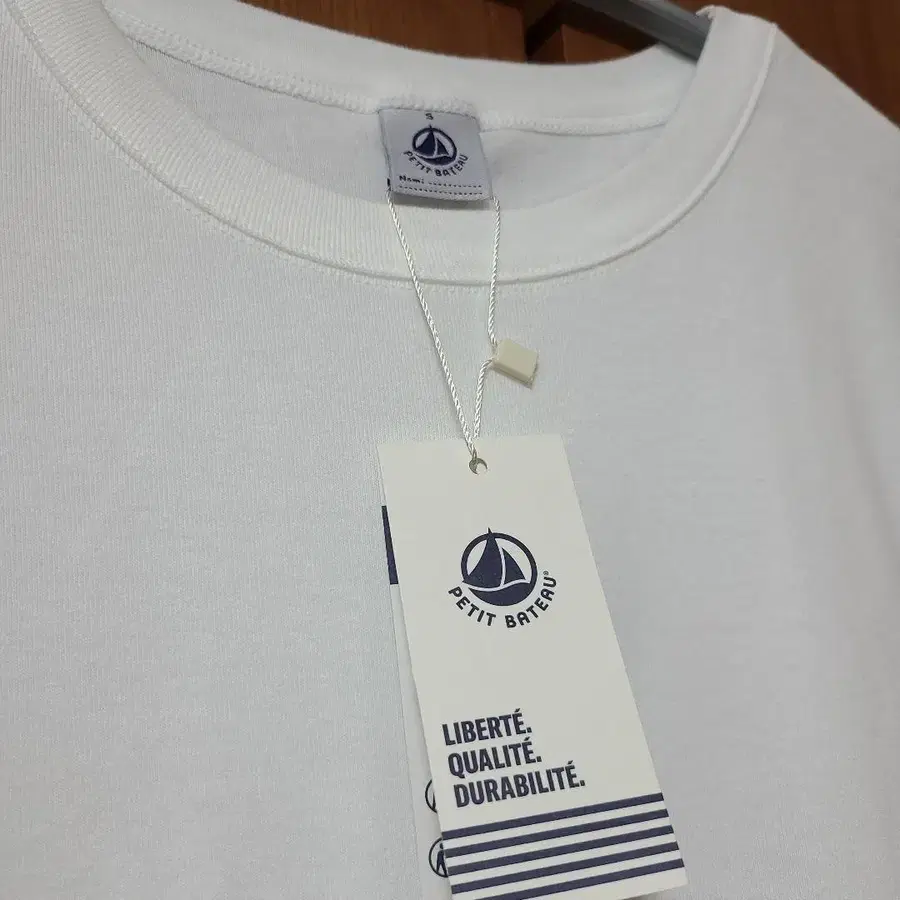 S
PETIT BATEAU
Nom:
PETIT BATEAU®
LIBERTÉ.
QUALITÉ.
DURABILITÉ.